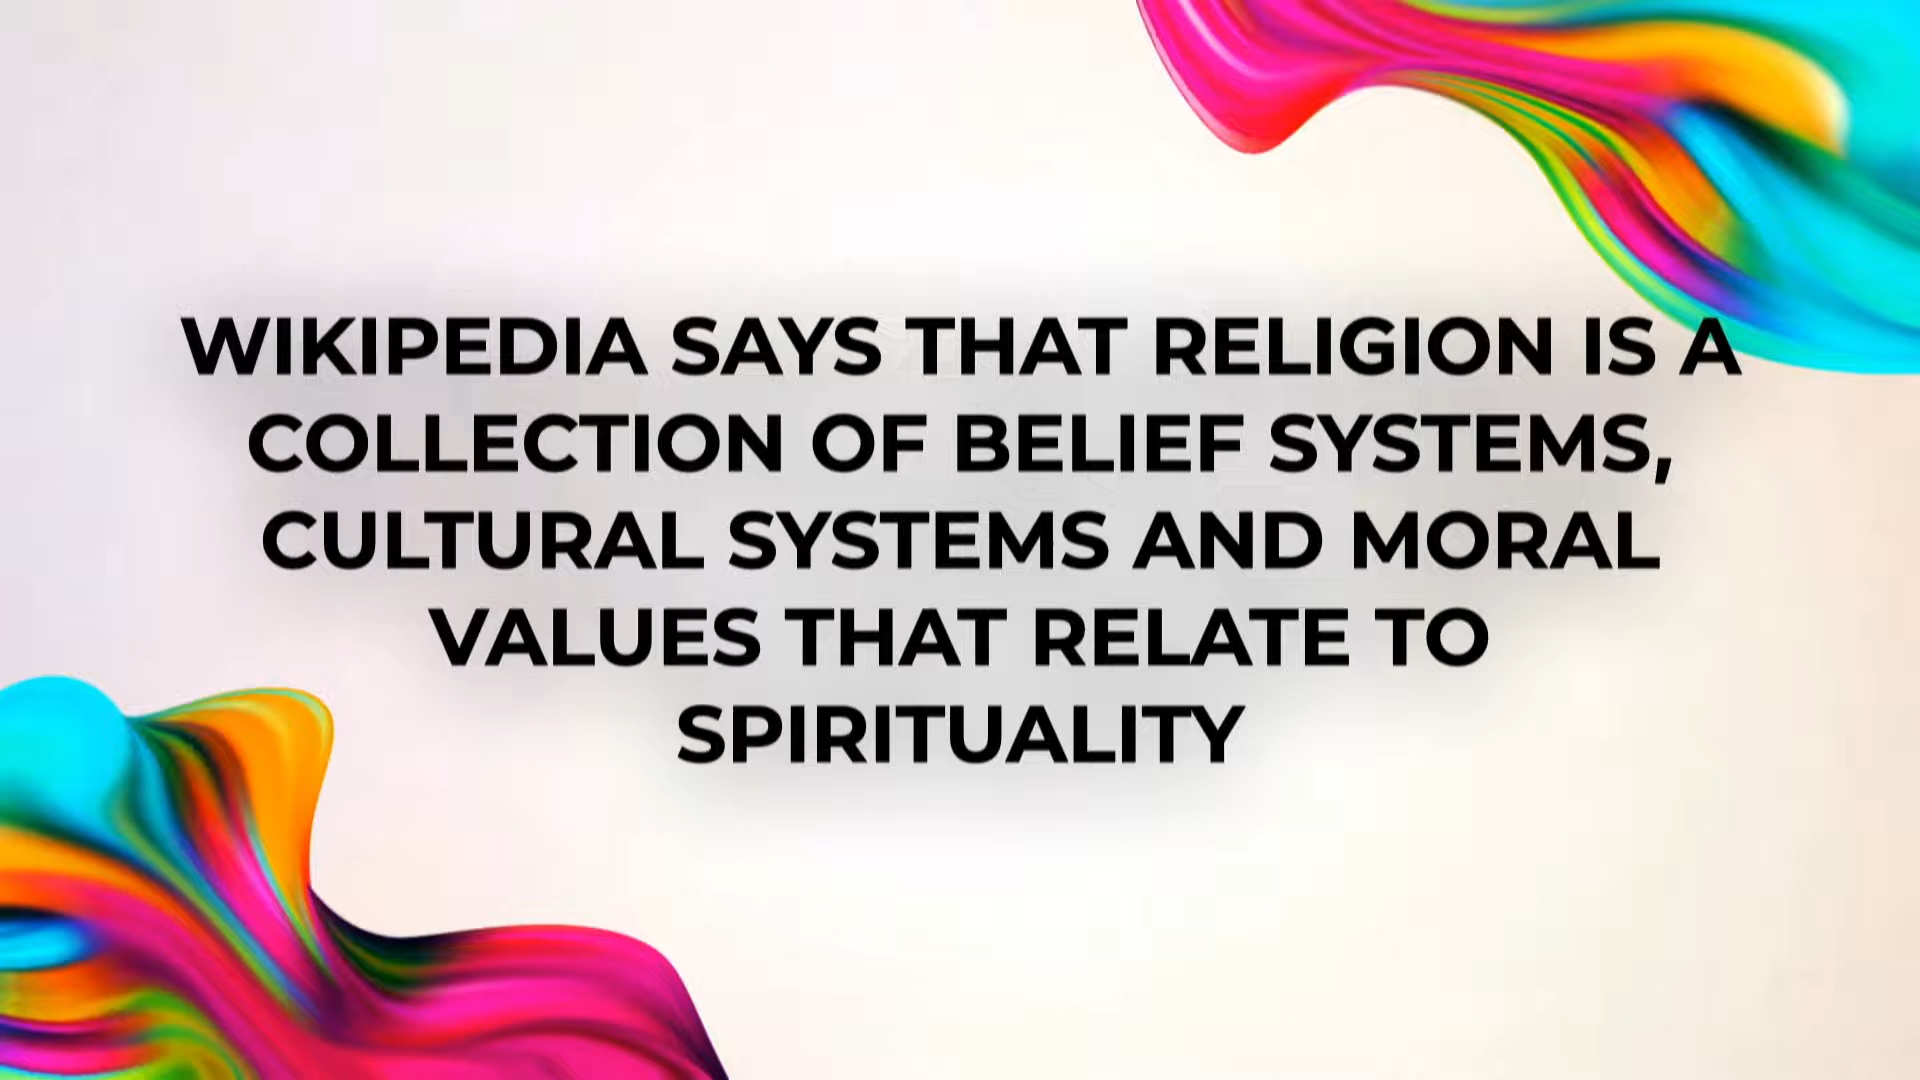 WIKIPEDIA SAYS THAT RELIGION IS A
COLLECTION OF BELIEF SYSTEMS,
CULTURAL SYSTEMS AND MORAL
VALUES THAT RELATE TO
SPIRITUALITY